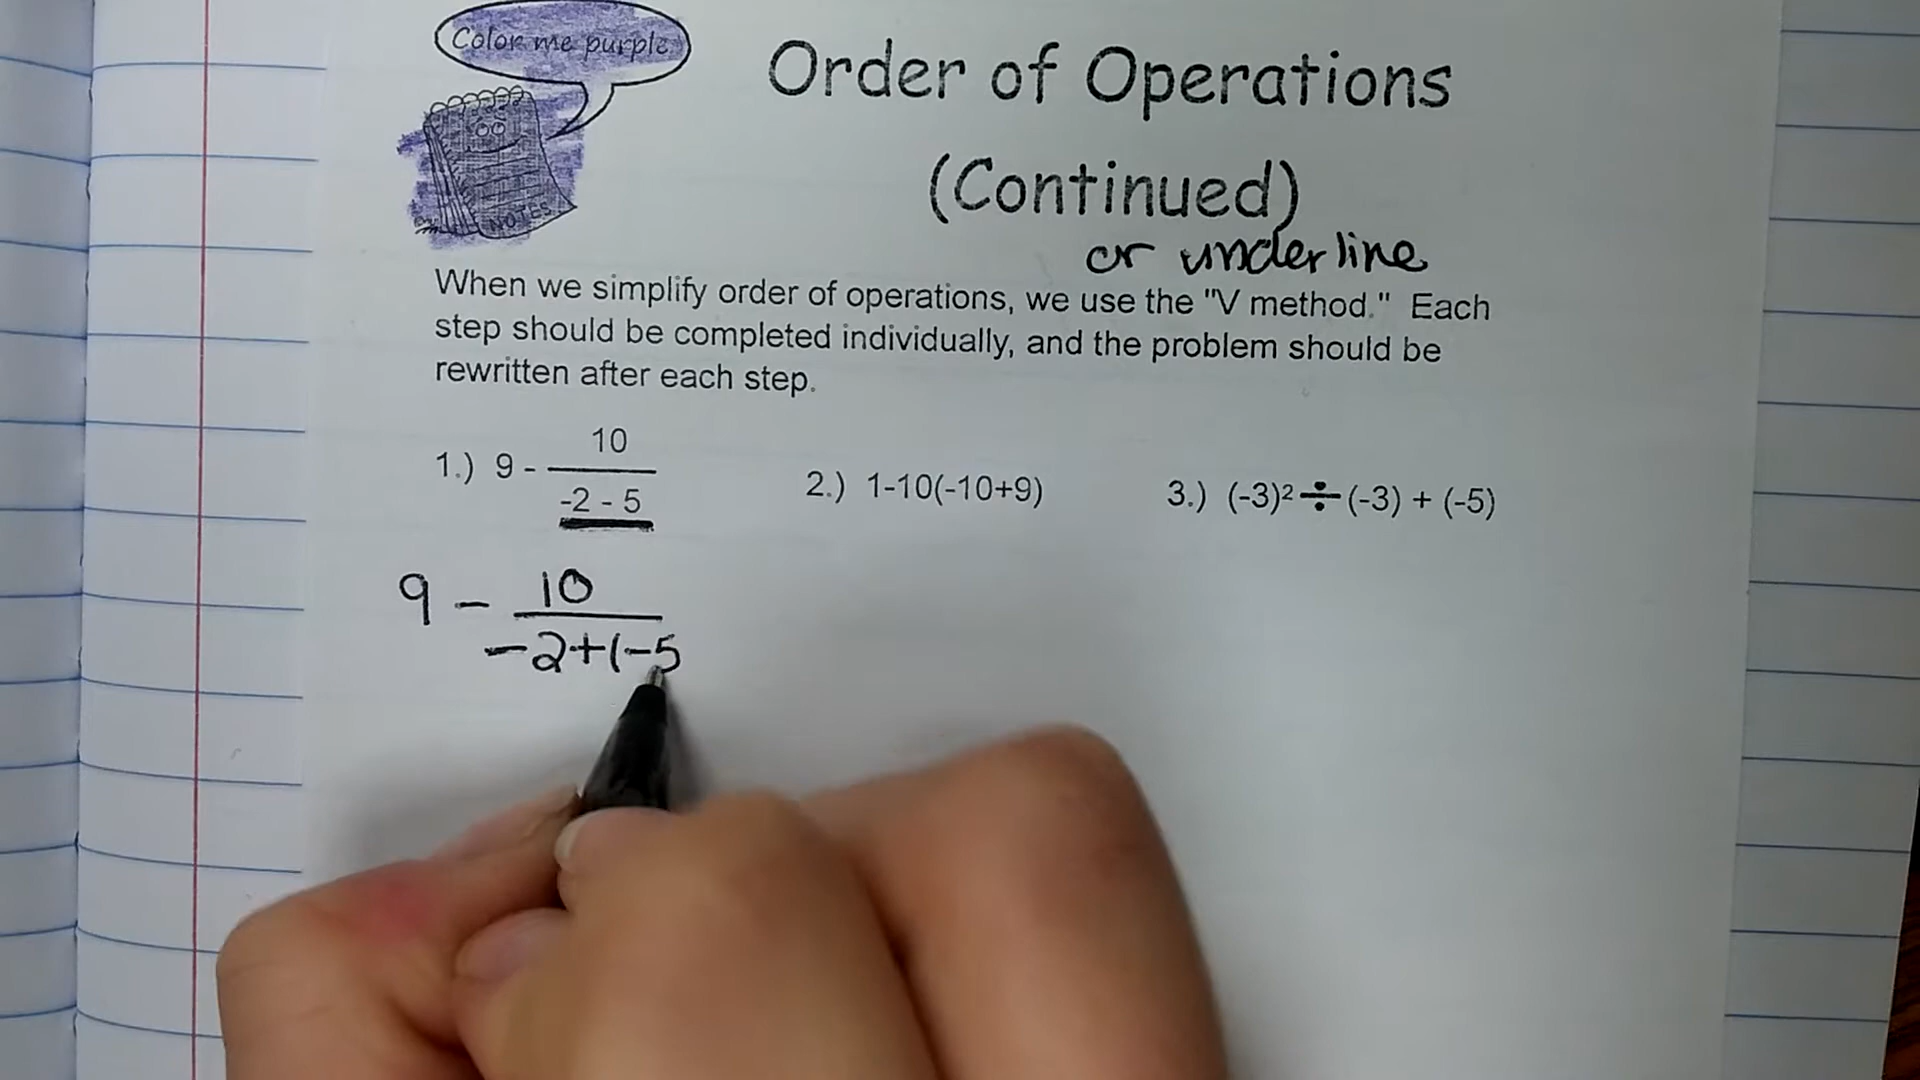 Color me purple
NOTES
Order of Operations
(Continued)
or underline
When we simplify order of operations, we use the "V method." Each
step should be completed individually, and the problem should be
rewritten after each step.
1.) 9 - 10
-2 - 5
2.) 1-10(-10+9)
3.) (-3)² ÷ (-3) + (-5)
9 - 10
-2+(-5